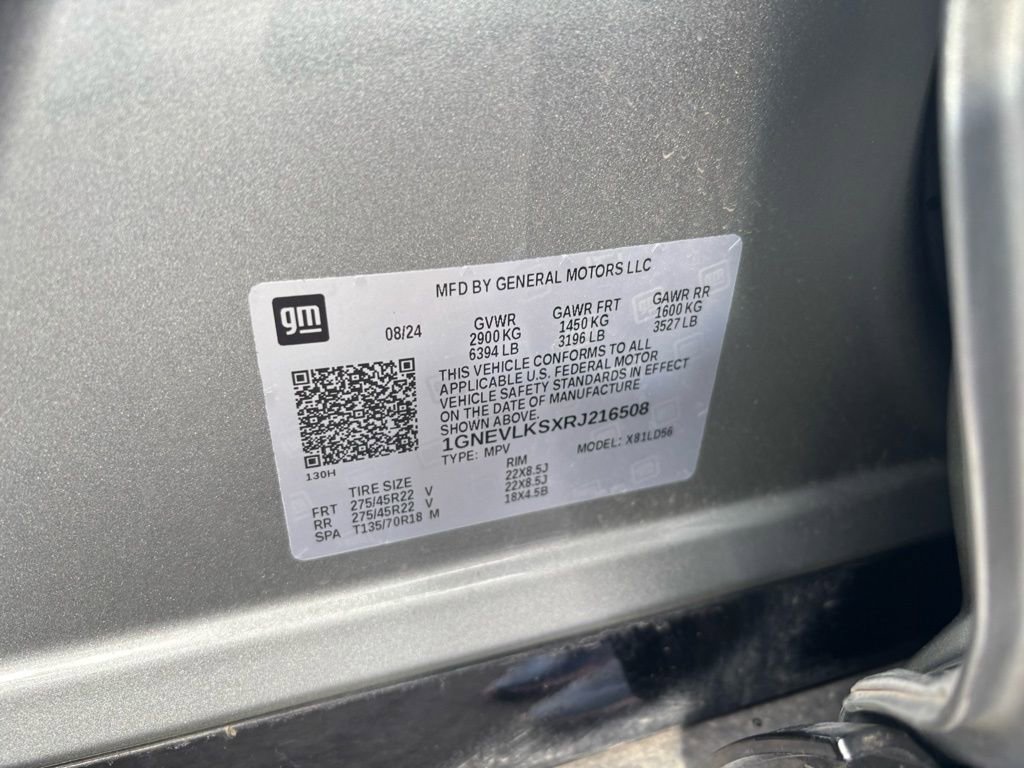 MFD BY GENERAL MOTORS LLC
gm
08/24
GVWR
2900 KG
6394 LB
GAWR FRT
1450 KG
3196 LB
GAWR RR
1600 KG
3527 LB
THIS VEHICLE CONFORMS TO ALL
APPLICABLE U.S. FEDERAL MOTOR
VEHICLE SAFETY STANDARDS IN EFFECT
ON THE DATE OF MANUFACTURE
SHOWN ABOVE.
1GNEVLKSXRJ216508
TYPE: MPV MODEL: X81LD56
130H
TIRE SIZE RIM
FRT 275/45R22 V 22X8.5J
RR 275/45R22 V 22X8.5J
SPA T135/70R18 M 18X4.5B